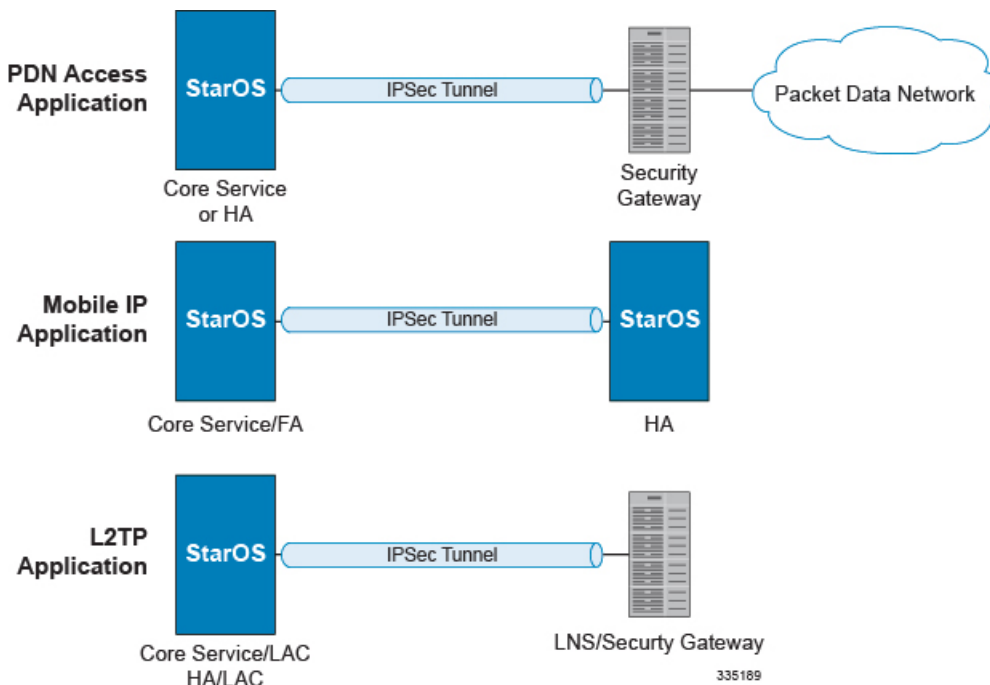 PDN Access
Application
StarOS
IPSec Tunnel
Packet Data Network
Core Service
or HA
Security
Gateway
Mobile IP
Application
StarOS
IPSec Tunnel
StarOS
Core Service/FA
HA
L2TP
Application
StarOS
IPSec Tunnel
Core Service/LAC
HA/LAC
LNS/Securty Gateway
335189